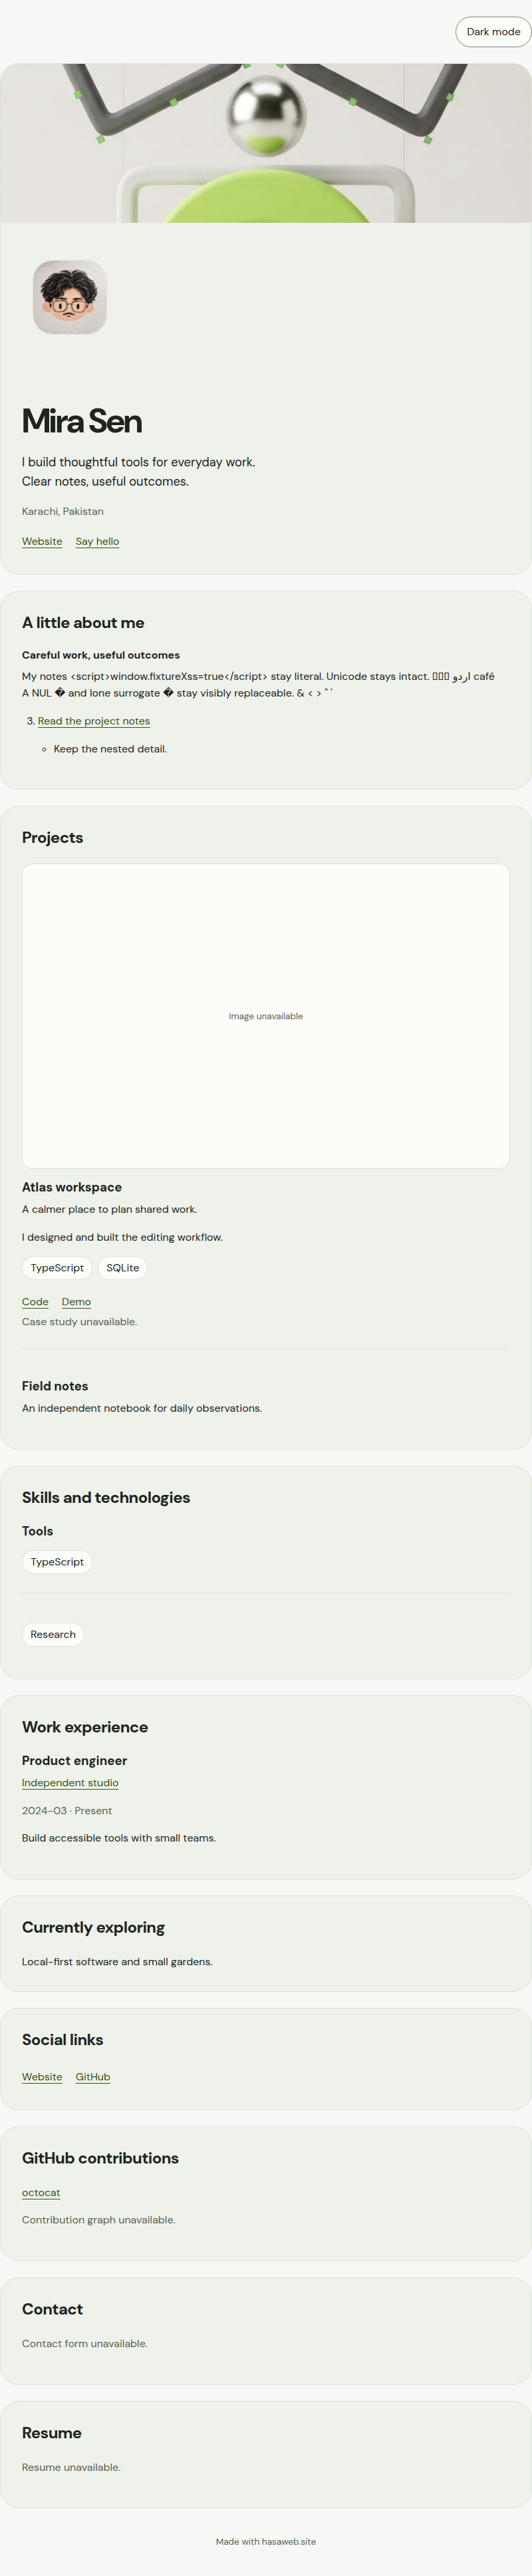 Dark mode
Mira Sen
I build thoughtful tools for everyday work.
Clear notes, useful outcomes.
Karachi, Pakistan
Website Say hello
A little about me
Careful work, useful outcomes
My notes <script>window.fixtureXss=true</script> stay literal. Unicode stays intact. اردو café
A NUL � and lone surrogate � stay visibly replaceable. & < > " '
3. Read the project notes
Keep the nested detail.
Projects
Image unavailable
Atlas workspace
A calmer place to plan shared work.
I designed and built the editing workflow.
TypeScript SQLite
Code Demo
Case study unavailable.
Field notes
An independent notebook for daily observations.
Skills and technologies
Tools
TypeScript
Research
Work experience
Product engineer
Independent studio
2024-03 · Present
Build accessible tools with small teams.
Currently exploring
Local-first software and small gardens.
Social links
Website GitHub
GitHub contributions
octocat
Contribution graph unavailable.
Contact
Contact form unavailable.
Resume
Resume unavailable.
Made with hasaweb.site